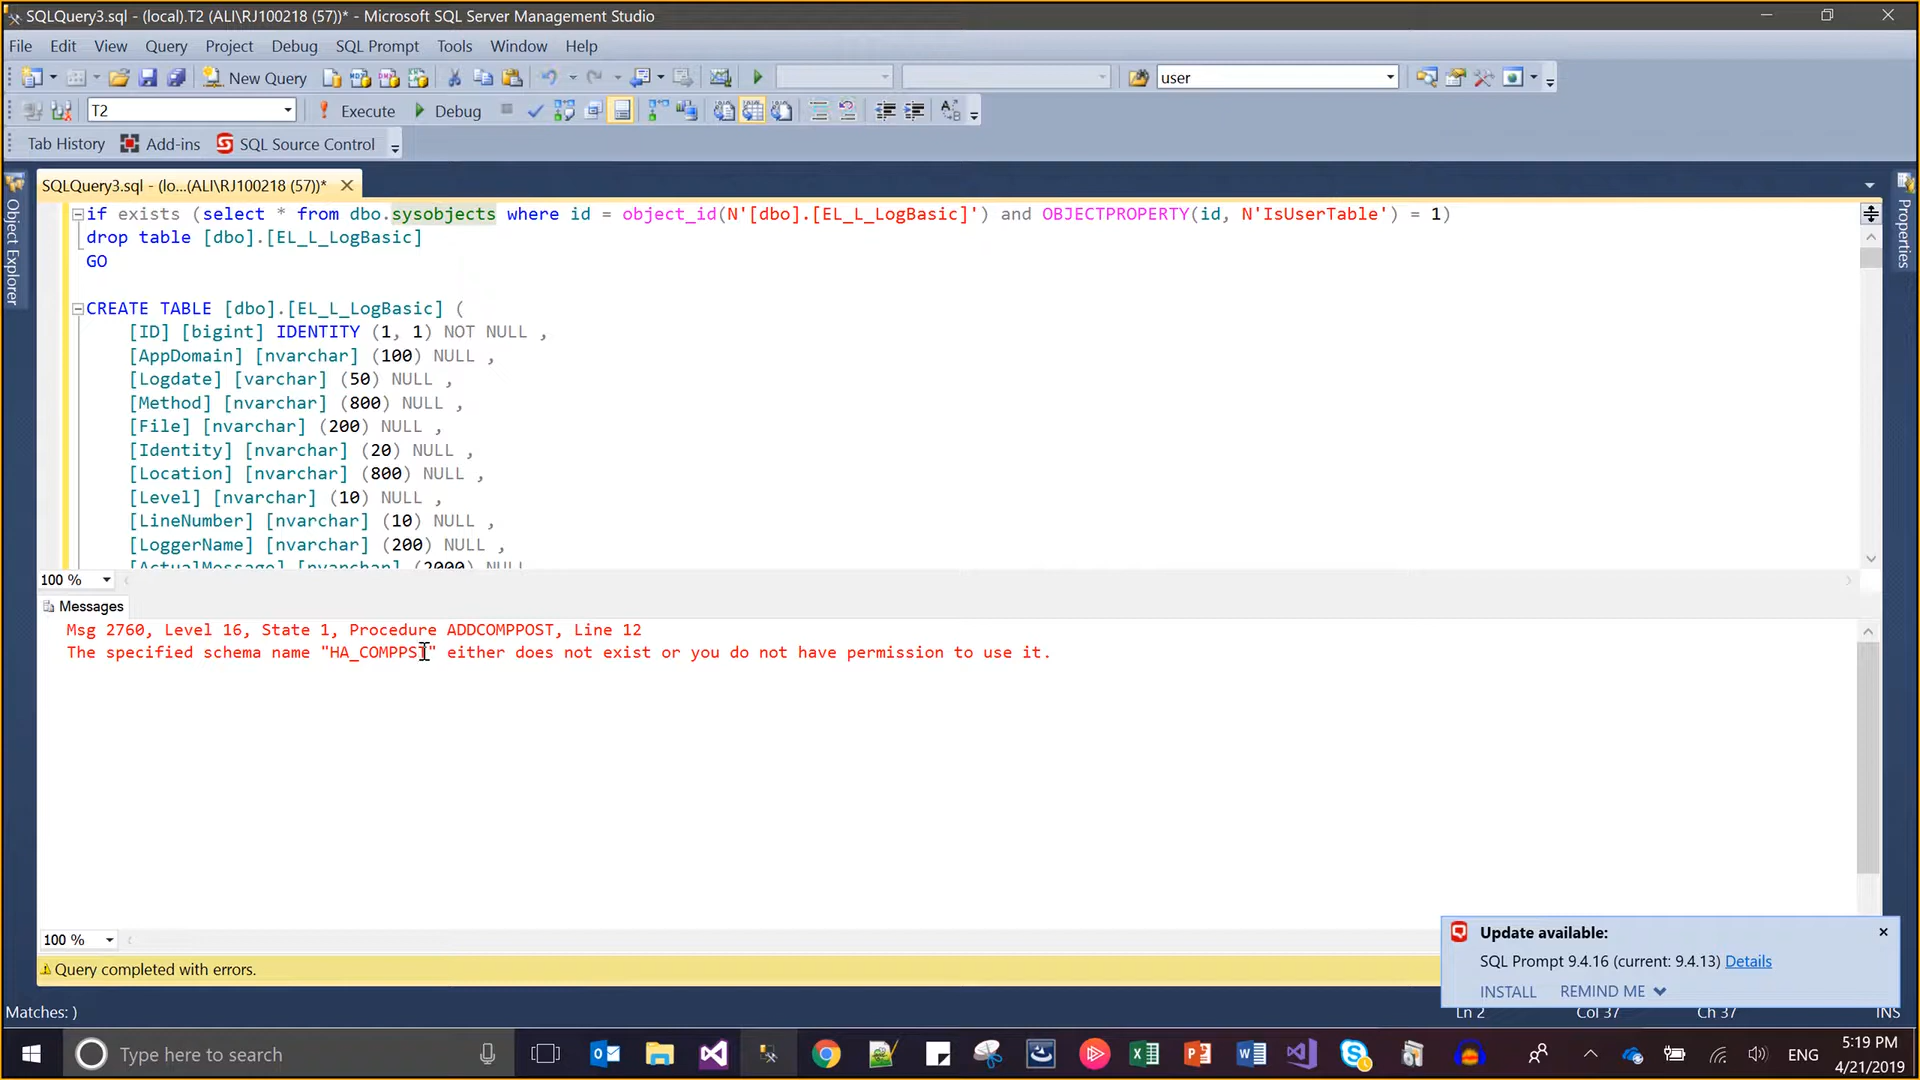 SQLQuery3.sql - (local).T2 (ALI\RJ100218 (57))* - Microsoft SQL Server Management Studio
File Edit View Query Project Debug SQL Prompt Tools Window Help
New Query user
T2 Execute Debug
Tab History Add-ins SQL Source Control
SQLQuery3.sql - (lo...(ALI\RJ100218 (57))*
Object Explorer
Properties
if exists (select * from dbo.sysobjects where id = object_id(N'[dbo].[EL_L_LogBasic]') and OBJECTPROPERTY(id, N'IsUserTable') = 1)
drop table [dbo].[EL_L_LogBasic]
GO
CREATE TABLE [dbo].[EL_L_LogBasic] (
[ID] [bigint] IDENTITY (1, 1) NOT NULL ,
[AppDomain] [nvarchar] (100) NULL ,
[Logdate] [varchar] (50) NULL ,
[Method] [nvarchar] (800) NULL ,
[File] [nvarchar] (200) NULL ,
[Identity] [nvarchar] (20) NULL ,
[Location] [nvarchar] (800) NULL ,
[Level] [nvarchar] (10) NULL ,
[LineNumber] [nvarchar] (10) NULL ,
[LoggerName] [nvarchar] (200) NULL ,
[ActualMessage] [nvarchar] (2000) NULL
100 %
Messages
Msg 2760, Level 16, State 1, Procedure ADDCOMPPOST, Line 12
The specified schema name either does not exist or you do not have permission to use it.
100 %
Query completed with errors.
Update available:
SQL Prompt 9.4.16 (current: 9.4.13) Details
INSTALL REMIND ME
Matches: ) Ln 2 Col 37 Ch 37 INS
Type here to search
ENG
5:19 PM
4/21/2019